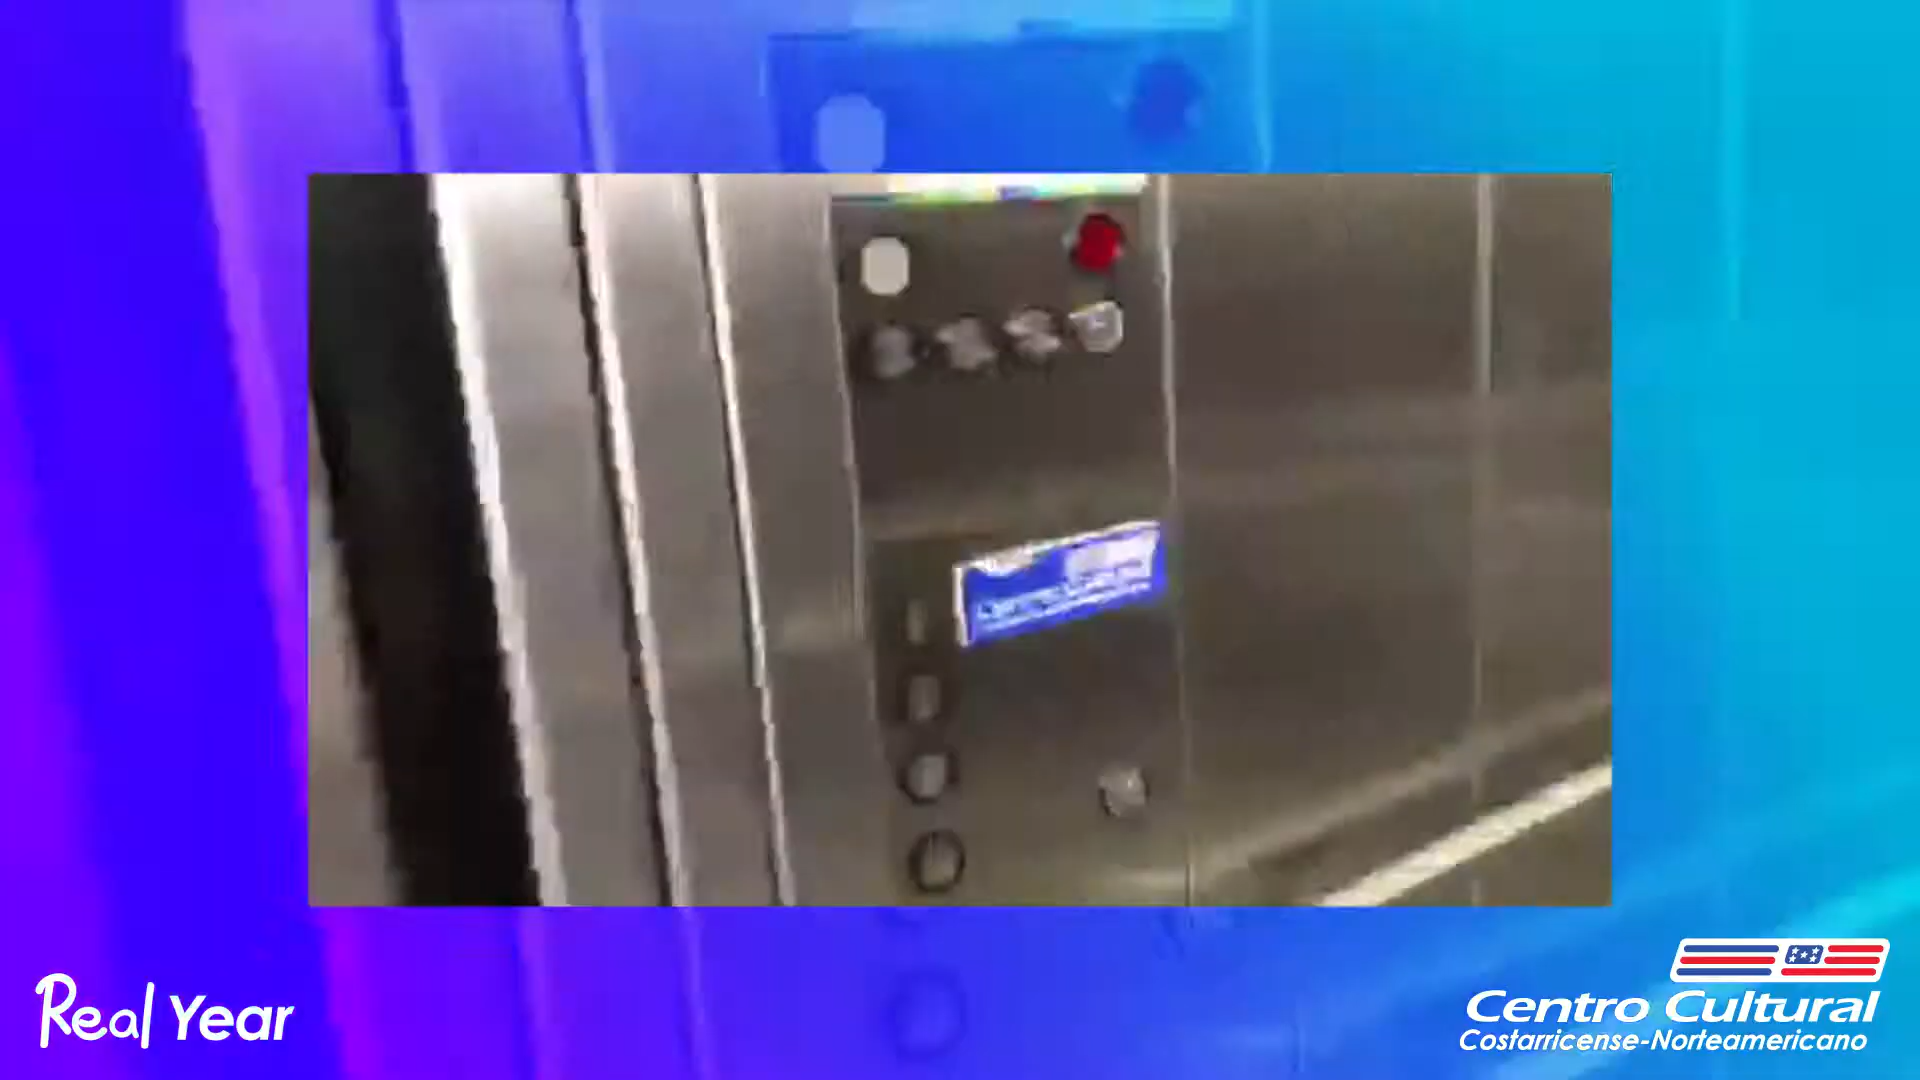 Real Year
Centro Cultural
Costarricense-Norteamericano